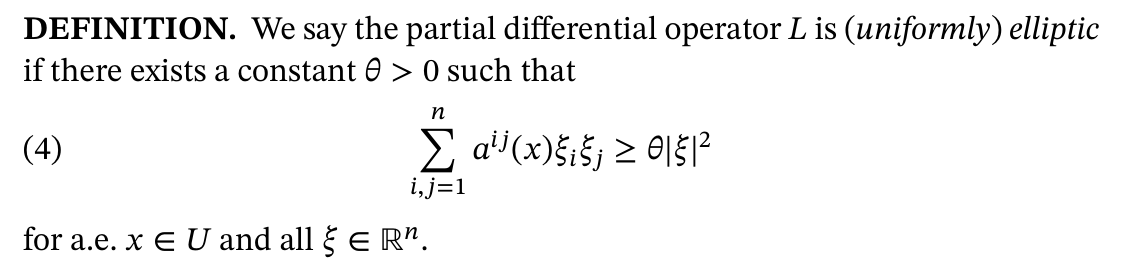 DEFINITION. We say the partial differential operator L is (uniformly) elliptic
if there exists a constant θ > 0 such that
(4) ∑_{i,j=1}^{n} a^{ij}(x)ξ_iξ_j ≥ θ|ξ|²
for a.e. x ∈ U and all ξ ∈ ℝⁿ.